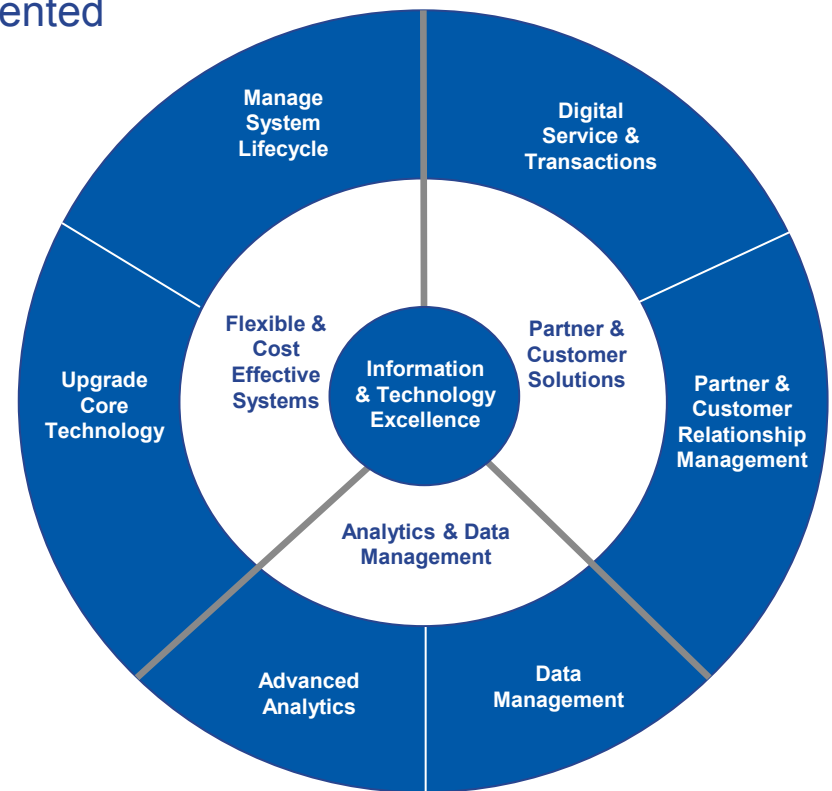 ented
Manage
System
Lifecycle
Digital
Service &
Transactions
Flexible &
Cost
Effective
Systems
Information
& Technology
Excellence
Partner &
Customer
Solutions
Upgrade
Core
Technology
Partner &
Customer
Relationship
Management
Analytics & Data
Management
Advanced
Analytics
Data
Management